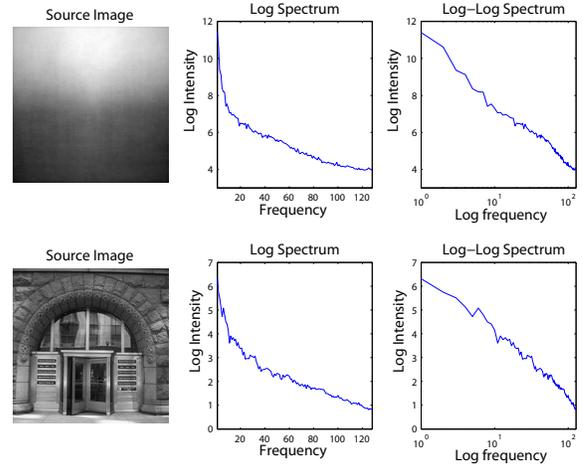 Source Image
Log Spectrum
Log-Log Spectrum
12
10
8
6
4
Log Intensity
20 40 60 80 100 120
Frequency
12
10
8
6
4
Log Intensity
10^0 10^1 10^2
Log frequency
Source Image
Log Spectrum
Log-Log Spectrum
7
6
5
4
3
2
1
0
Log Intensity
20 40 60 80 100 120
Frequency
7
6
5
4
3
2
1
0
Log Intensity
10^0 10^1 10^2
Log frequency